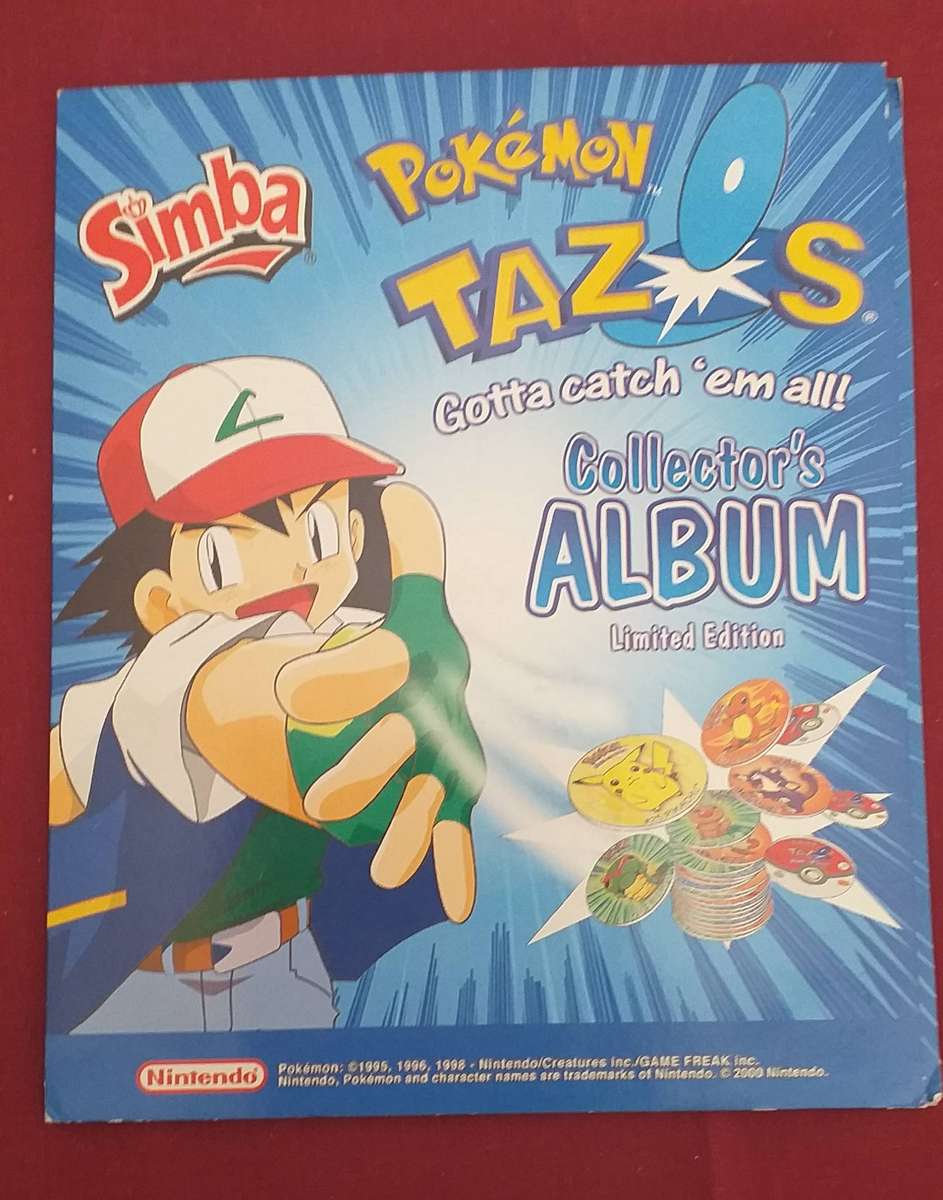 Simba
®
POKéMON
™
TAZOS
®
Gotta catch 'em all!
Collector's
ALBUM
Limited Edition
Nintendo
®
Pokémon: ©1995, 1996, 1998 - Nintendo/Creatures inc./GAME FREAK inc.
Nintendo, Pokémon and character names are trademarks of Nintendo. © 2000 Nintendo.